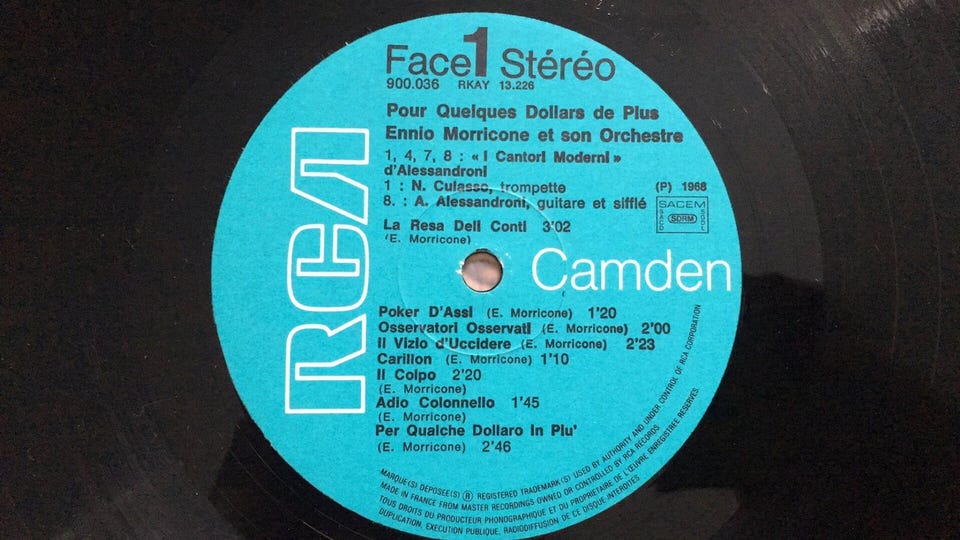 Face 1 Stéréo
900.036 RKAY 13.226
Pour Quelques Dollars de Plus
Ennio Morricone et son Orchestre
1, 4, 7, 8 : « I Cantori Moderni »
d'Alessandroni
1 : N. Culasso, trompette
(P) 1968
8. : A. Alessandroni, guitare et sifflé
SACEM
SACD
SDRM
SGDL
La Resa Dell Conti 3'02
(E. Morricone)
RCA
Camden
Poker D'Assi (E. Morricone) 1'20
Osservatori Osservati (E. Morricone) 2'00
Il Vizio d'Uccidere (E. Morricone) 2'23
Carillon (E. Morricone) 1'10
Il Colpo 2'20
(E. Morricone)
Adio Colonnello 1'45
(E. Morricone)
Per Qualche Dollaro In Piu'
(E. Morricone) 2'46
MARQUE(S) DEPOSEE(S) ® REGISTERED TRADEMARK(S) USED BY AUTHORITY AND UNDER CONTROL OF RCA CORPORATION
MADE IN FRANCE FROM MASTER RECORDINGS OWNED OR CONTROLLED BY RCA RECORDS
TOUS DROITS DU PRODUCTEUR PHONOGRAPHIQUE ET DU PROPRIETAIRE DE L'ŒUVRE ENREGISTREE RESERVES.
DUPLICATION, EXECUTION PUBLIQUE, RADIODIFFUSION DE CE DISQUE INTERDITES